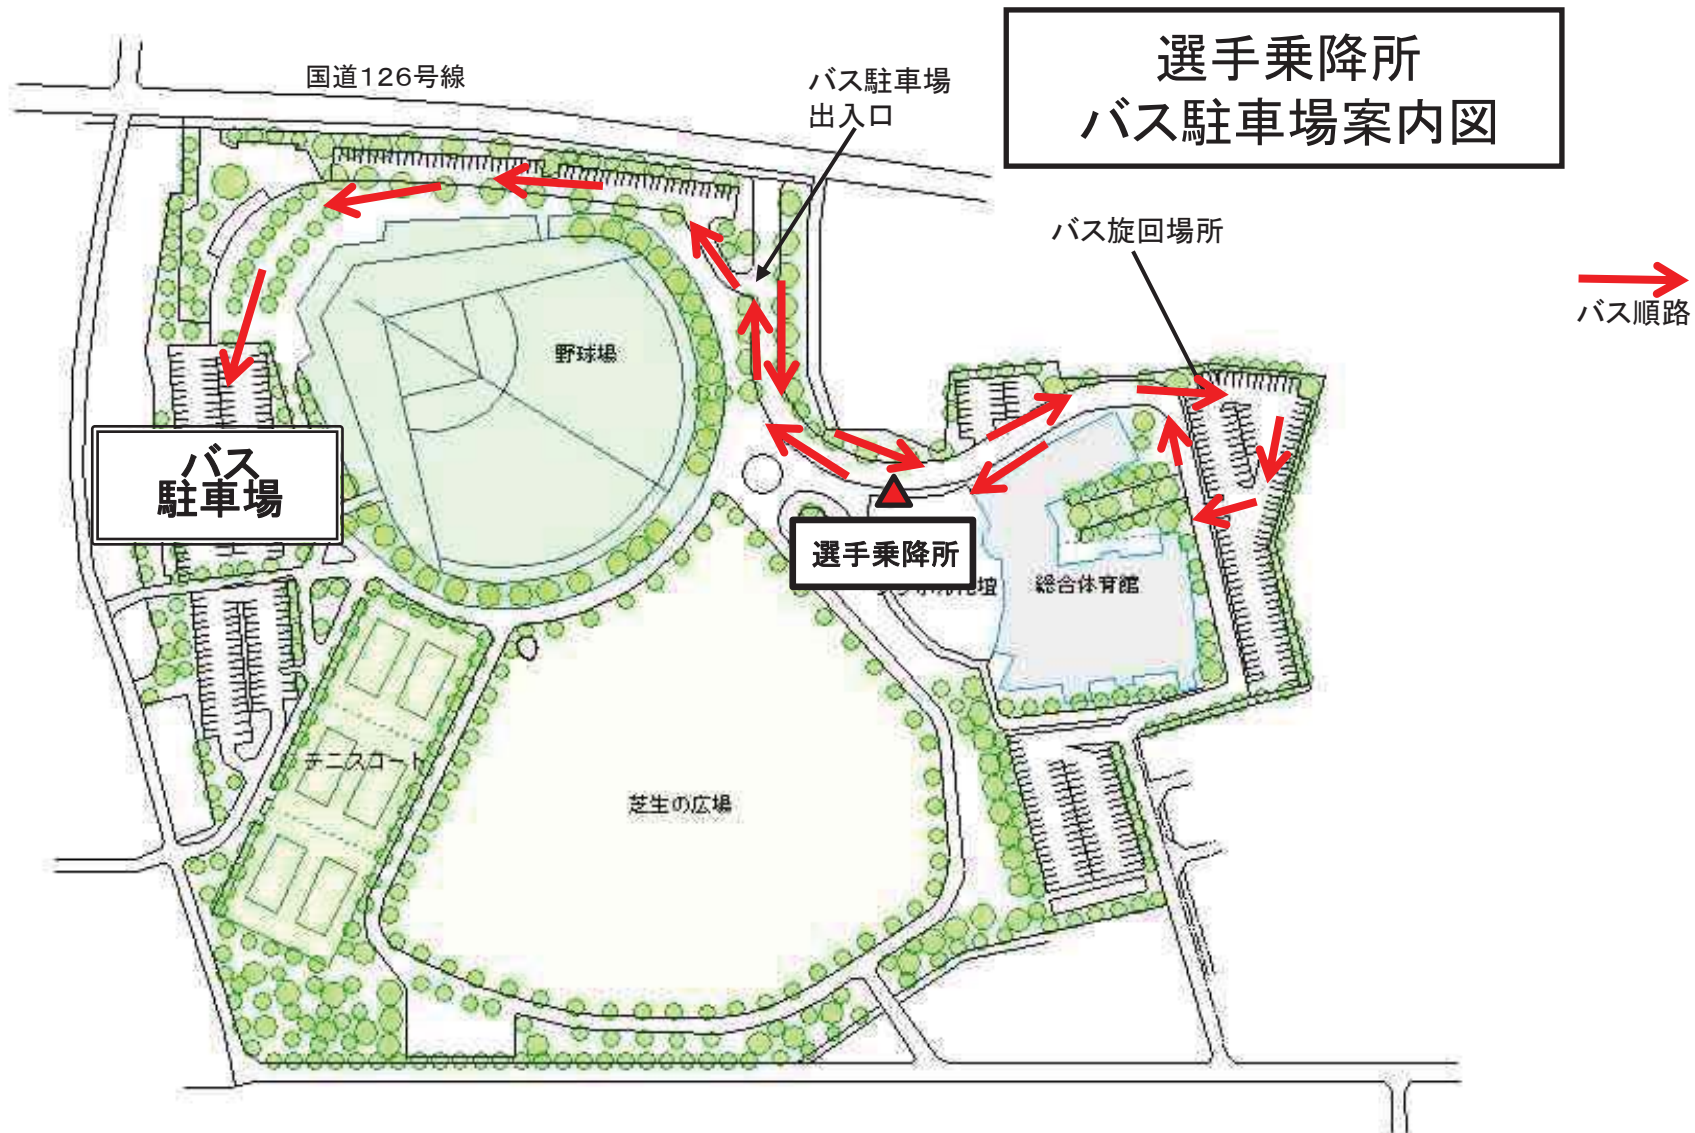 選手乗降所
バス駐車場案内図
国道126号線
バス駐車場
出入口
バス旋回場所
バス順路
野球場
バス
駐車場
選手乗降所
総合体育館
テニスコート
芝生の広場